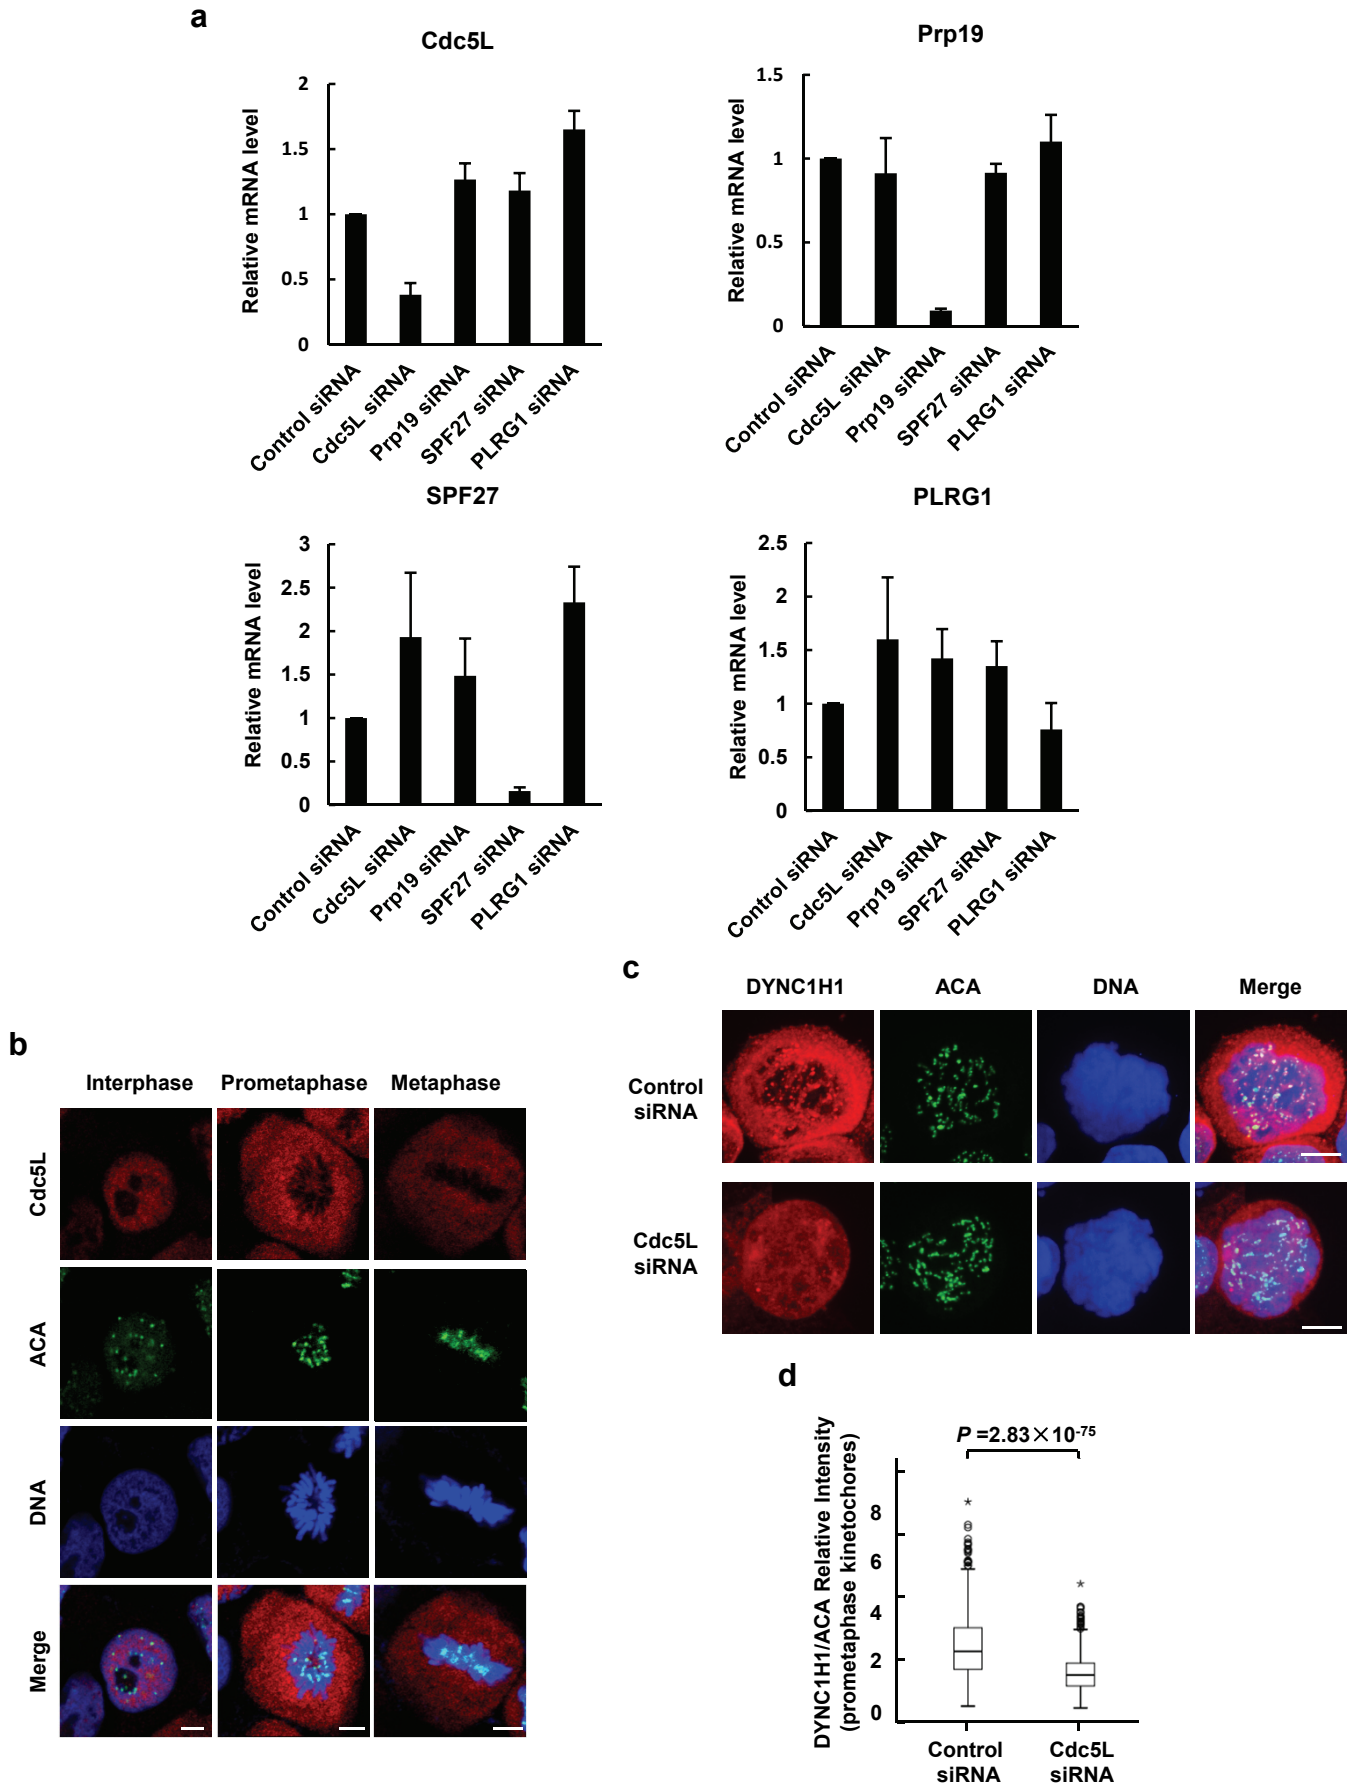 a
Cdc5L
Relative mRNA level
2
1.5
1
0.5
0
Control siRNA
Cdc5L siRNA
Prp19 siRNA
SPF27 siRNA
PLRG1 siRNA
Prp19
Relative mRNA level
1.5
1
0.5
0
Control siRNA
Cdc5L siRNA
Prp19 siRNA
SPF27 siRNA
PLRG1 siRNA
SPF27
Relative mRNA level
3
2.5
2
1.5
1
0.5
0
Control siRNA
Cdc5L siRNA
Prp19 siRNA
SPF27 siRNA
PLRG1 siRNA
PLRG1
Relative mRNA level
2.5
2
1.5
1
0.5
0
Control siRNA
Cdc5L siRNA
Prp19 siRNA
SPF27 siRNA
PLRG1 siRNA
b
Interphase Prometaphase Metaphase
Cdc5L
ACA
DNA
Merge
c
DYNC1H1 ACA DNA Merge
Control
siRNA
Cdc5L
siRNA
d
P =2.83×10-75
DYNC1H1/ACA Relative Intensity
(prometaphase kinetochores)
8
6
4
2
0
Control
siRNA
Cdc5L
siRNA